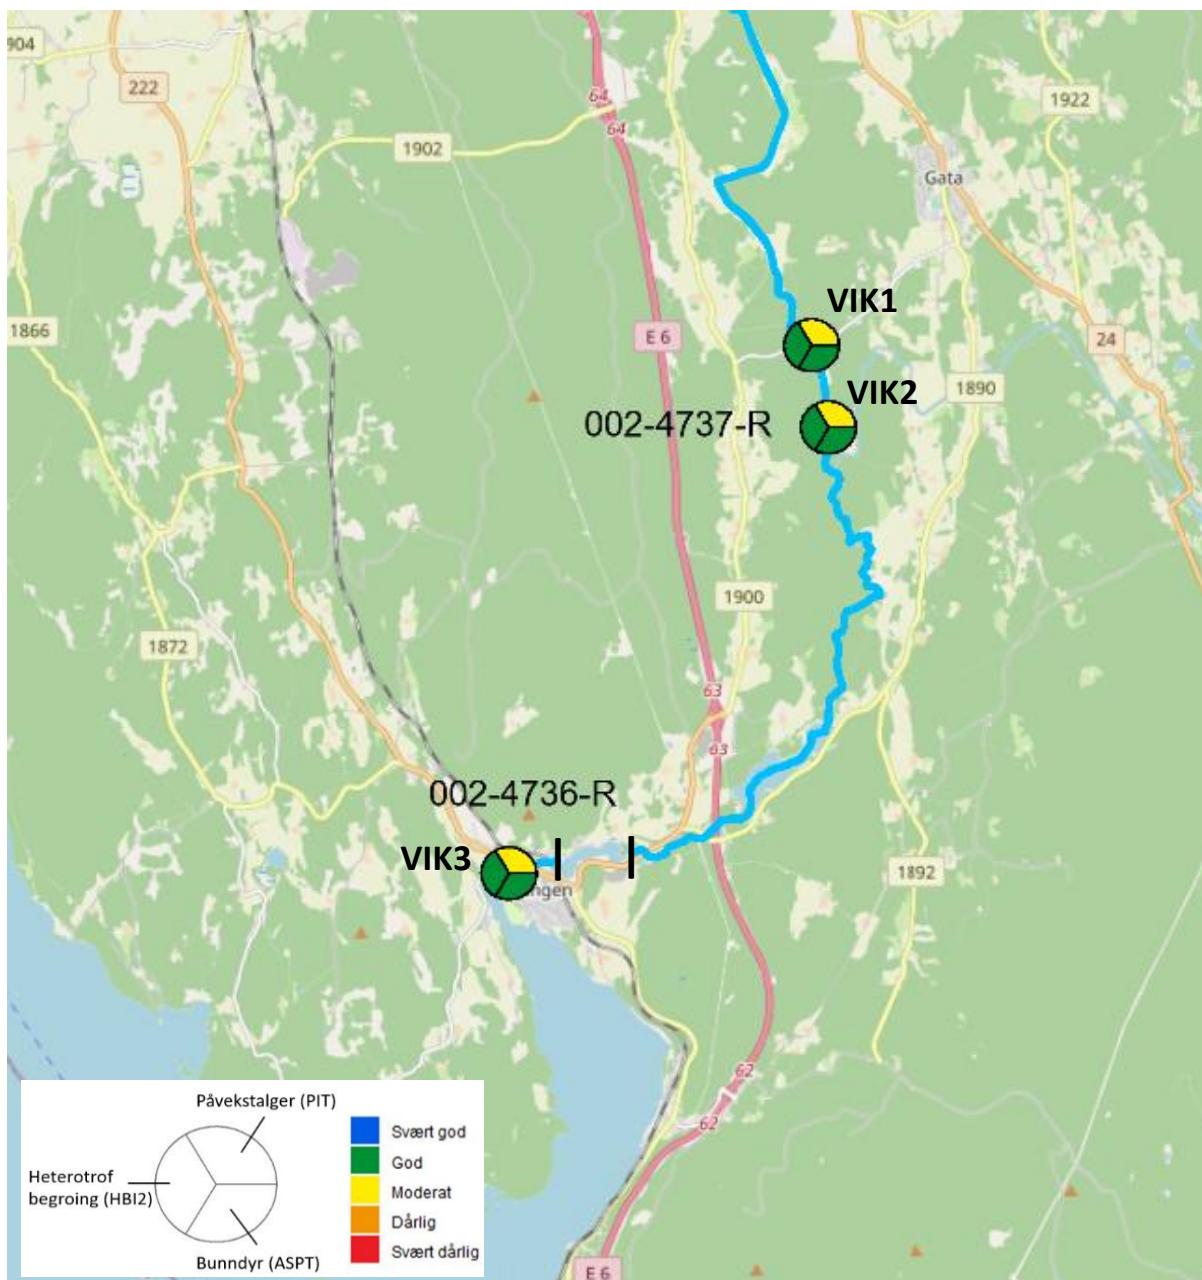 904
222
64
64
1922
1902
Gata
VIK1
1866
E 6
24
VIK2
1890
002-4737-R
1900
1872
63
63
002-4736-R
VIK3
ngen
1892
62
62
Påvekstalger (PIT)
Heterotrof
begroing (HBI2)
Bunndyr (ASPT)
Svært god
God
Moderat
Dårlig
Svært dårlig
E 6